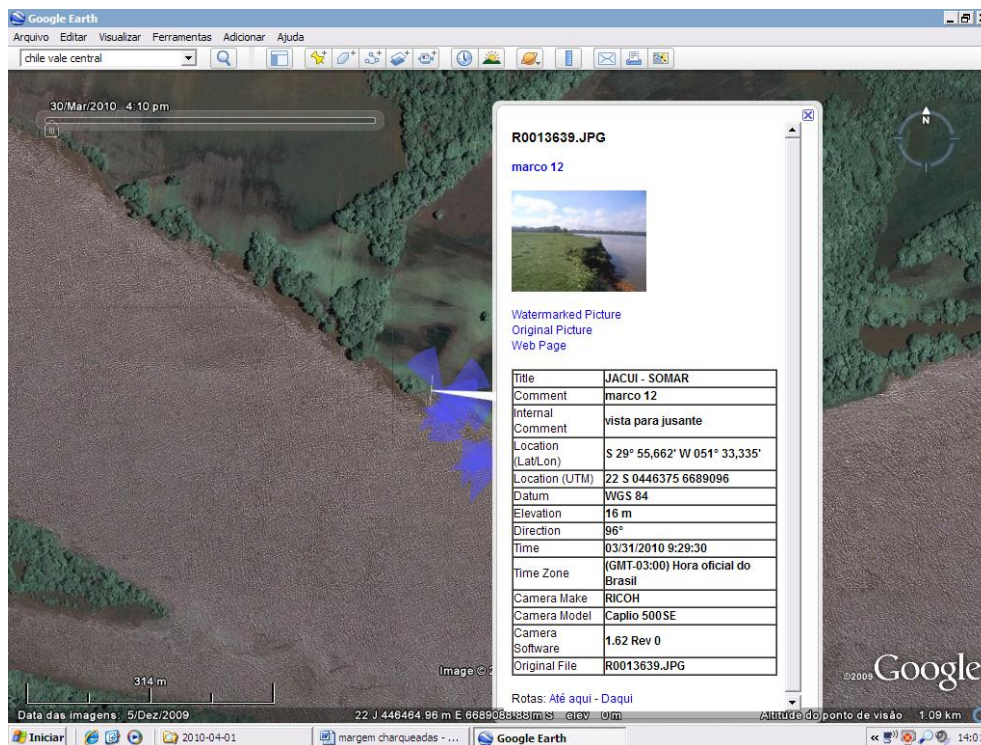 Google Earth
Arquivo Editar Visualizar Ferramentas Adicionar Ajuda
chile vale central
30/Mar/2010 4:10 pm
N
R0013639.JPG
marco 12
Watermarked Picture
Original Picture
Web Page
Title JACUI - SOMAR
Comment marco 12
Internal
Comment
vista para jusante
Location
(Lat/Lon)
S 29° 55,662' W 051° 33,335'
Location (UTM) 22 S 0446375 6689096
Datum WGS 84
Elevation 16 m
Direction 96°
Time 03/31/2010 9:29:30
Time Zone
(GMT-03:00) Hora oficial do
Brasil
Camera Make RICOH
Camera Model Caplio 500SE
Camera
Software
1.62 Rev 0
Original File R0013639.JPG
Rotas: Até aqui - Daqui
314 m
Image ©
©2009 Google
Data das imagens: 5/Dez/2009
22 J 446464.96 m E 6689088.88 m S elev 0 m
Altitude do ponto de visão 1.09 km
Iniciar
2010-04-01
margem charqueadas - ...
Google Earth
14:0